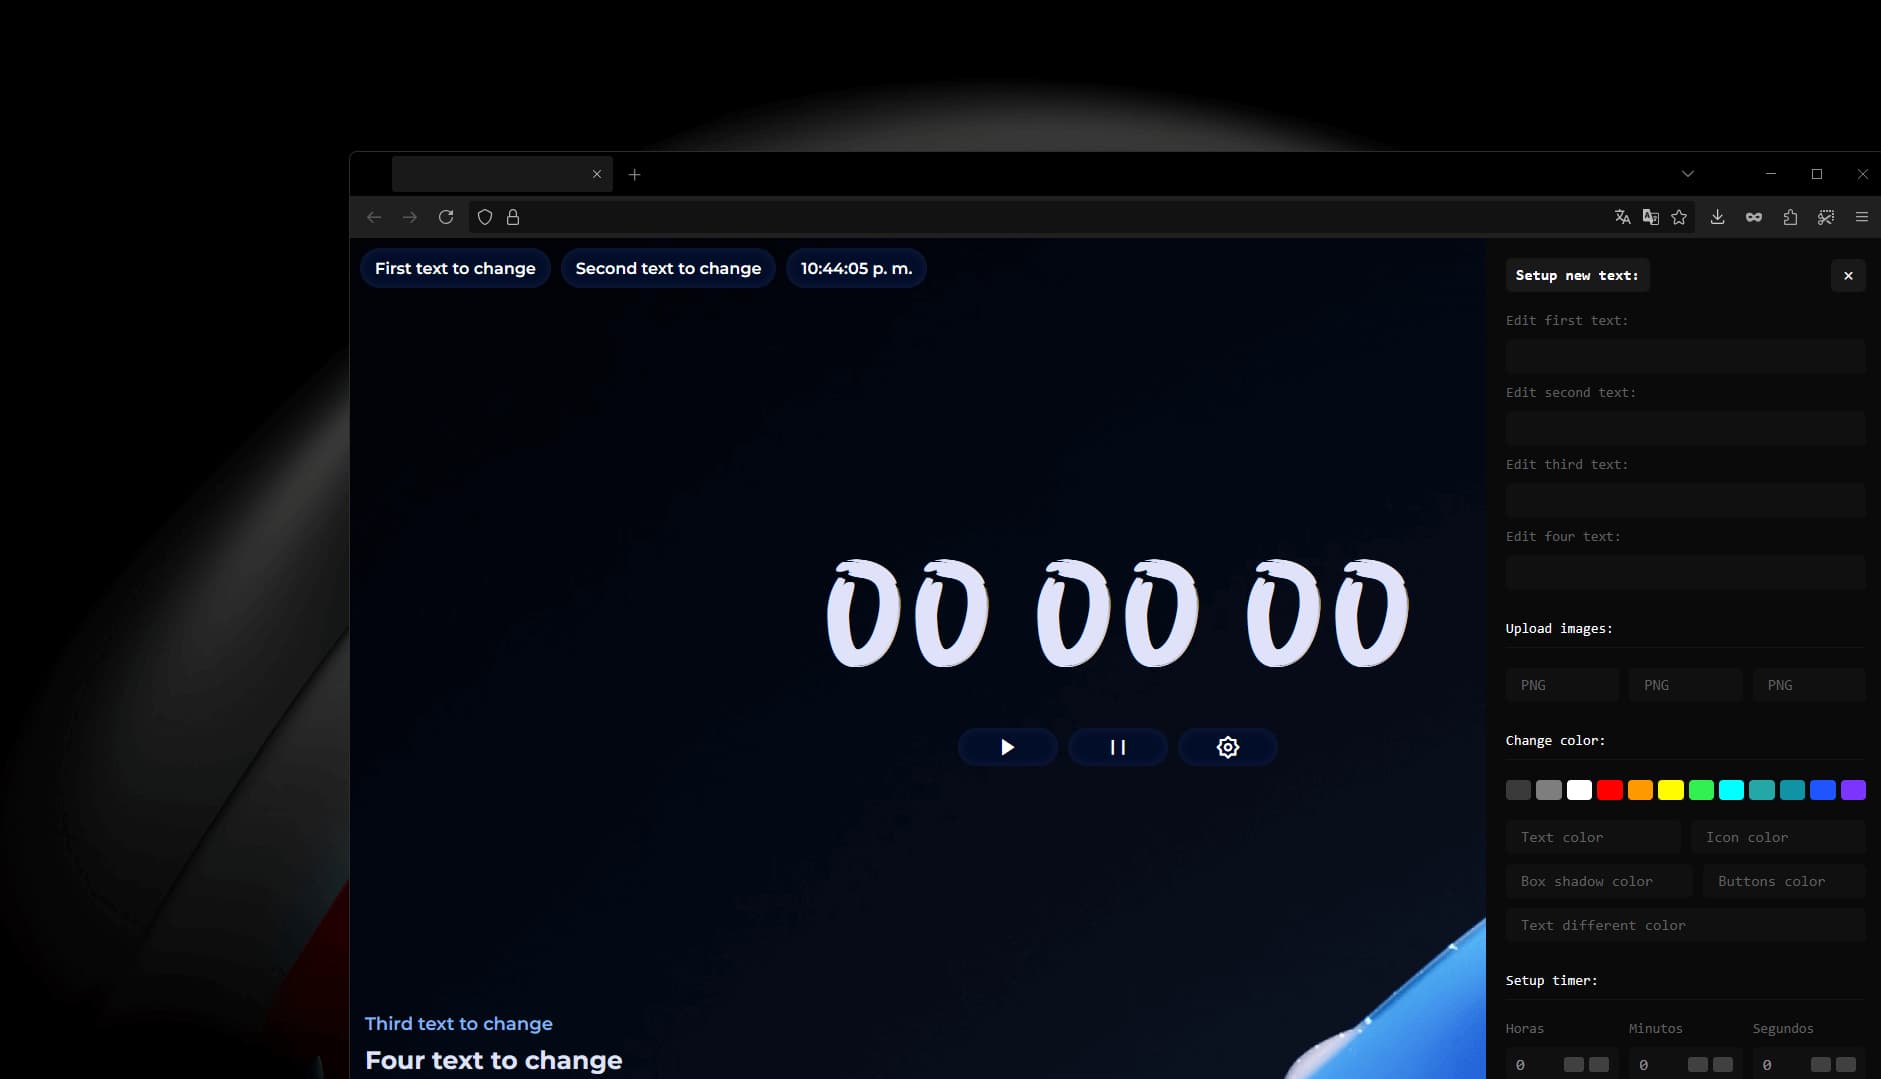 First text to change
Second text to change
10:44:05 p. m.
00 00 00
Third text to change
Four text to change
Setup new text:
Edit first text:
Edit second text:
Edit third text:
Edit four text:
Upload images:
PNG PNG PNG
Change color:
Text color Icon color
Box shadow color Buttons color
Text different color
Setup timer:
Horas Minutos Segundos
0 0 0